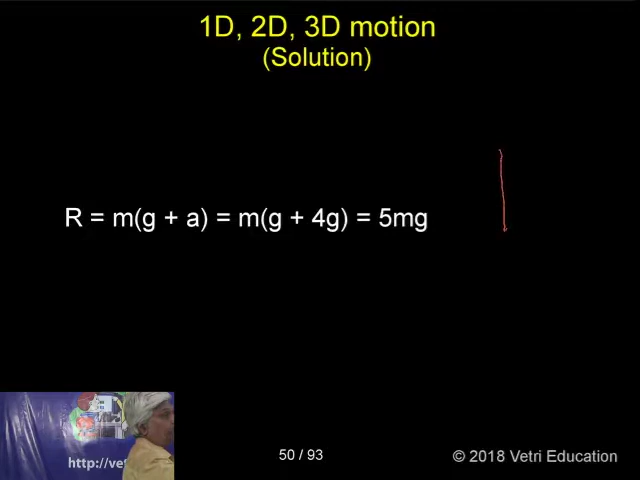 1D, 2D, 3D motion
(Solution)
R = m(g + a) = m(g + 4g) = 5mg
50 / 93
© 2018 Vetri Education